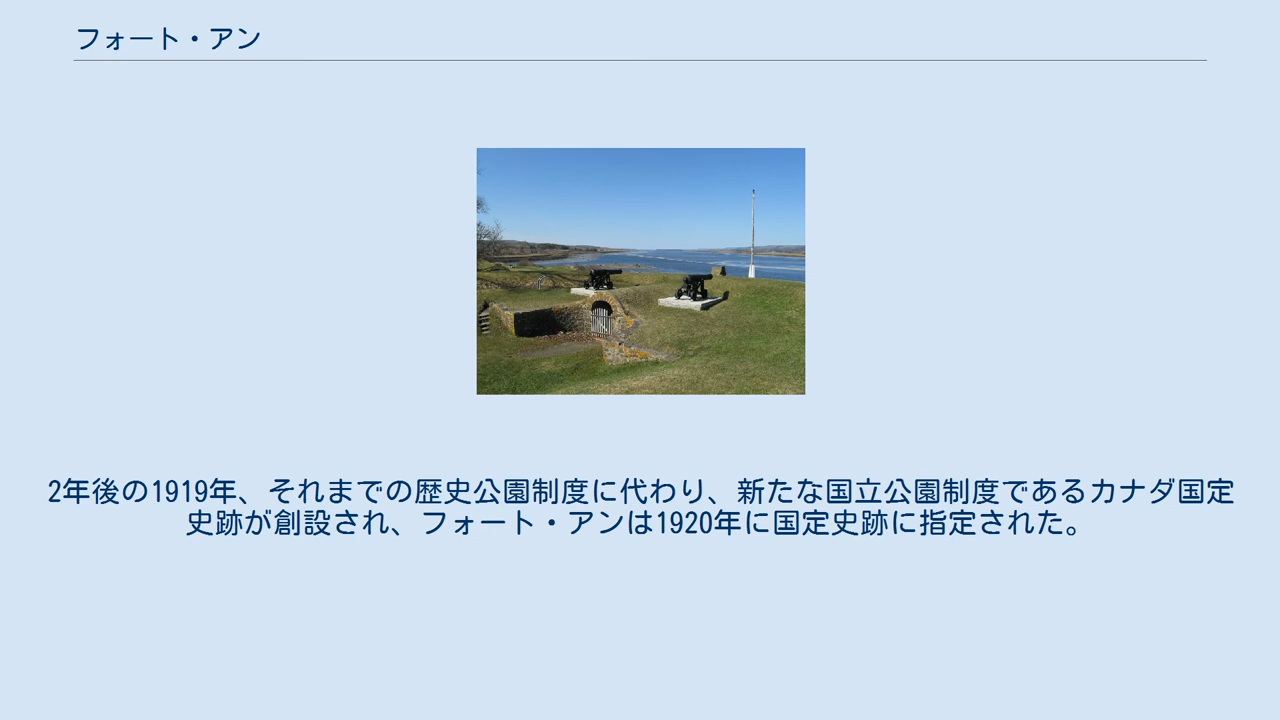 フォート・アン
2年後の1919年、それまでの歴史公園制度に代わり、新たな国立公園制度であるカナダ国定
史跡が創設され、フォート・アンは1920年に国定史跡に指定された。